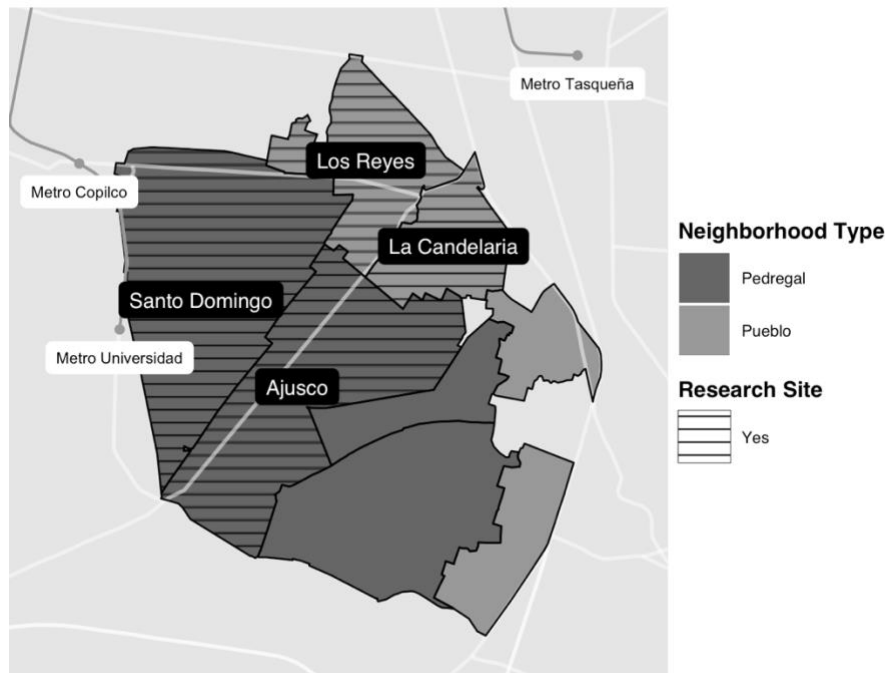 Metro Tasqueña
Los Reyes
Metro Copilco
La Candelaria
Santo Domingo
Metro Universidad
Ajusco
Neighborhood Type
Pedregal
Pueblo
Research Site
Yes